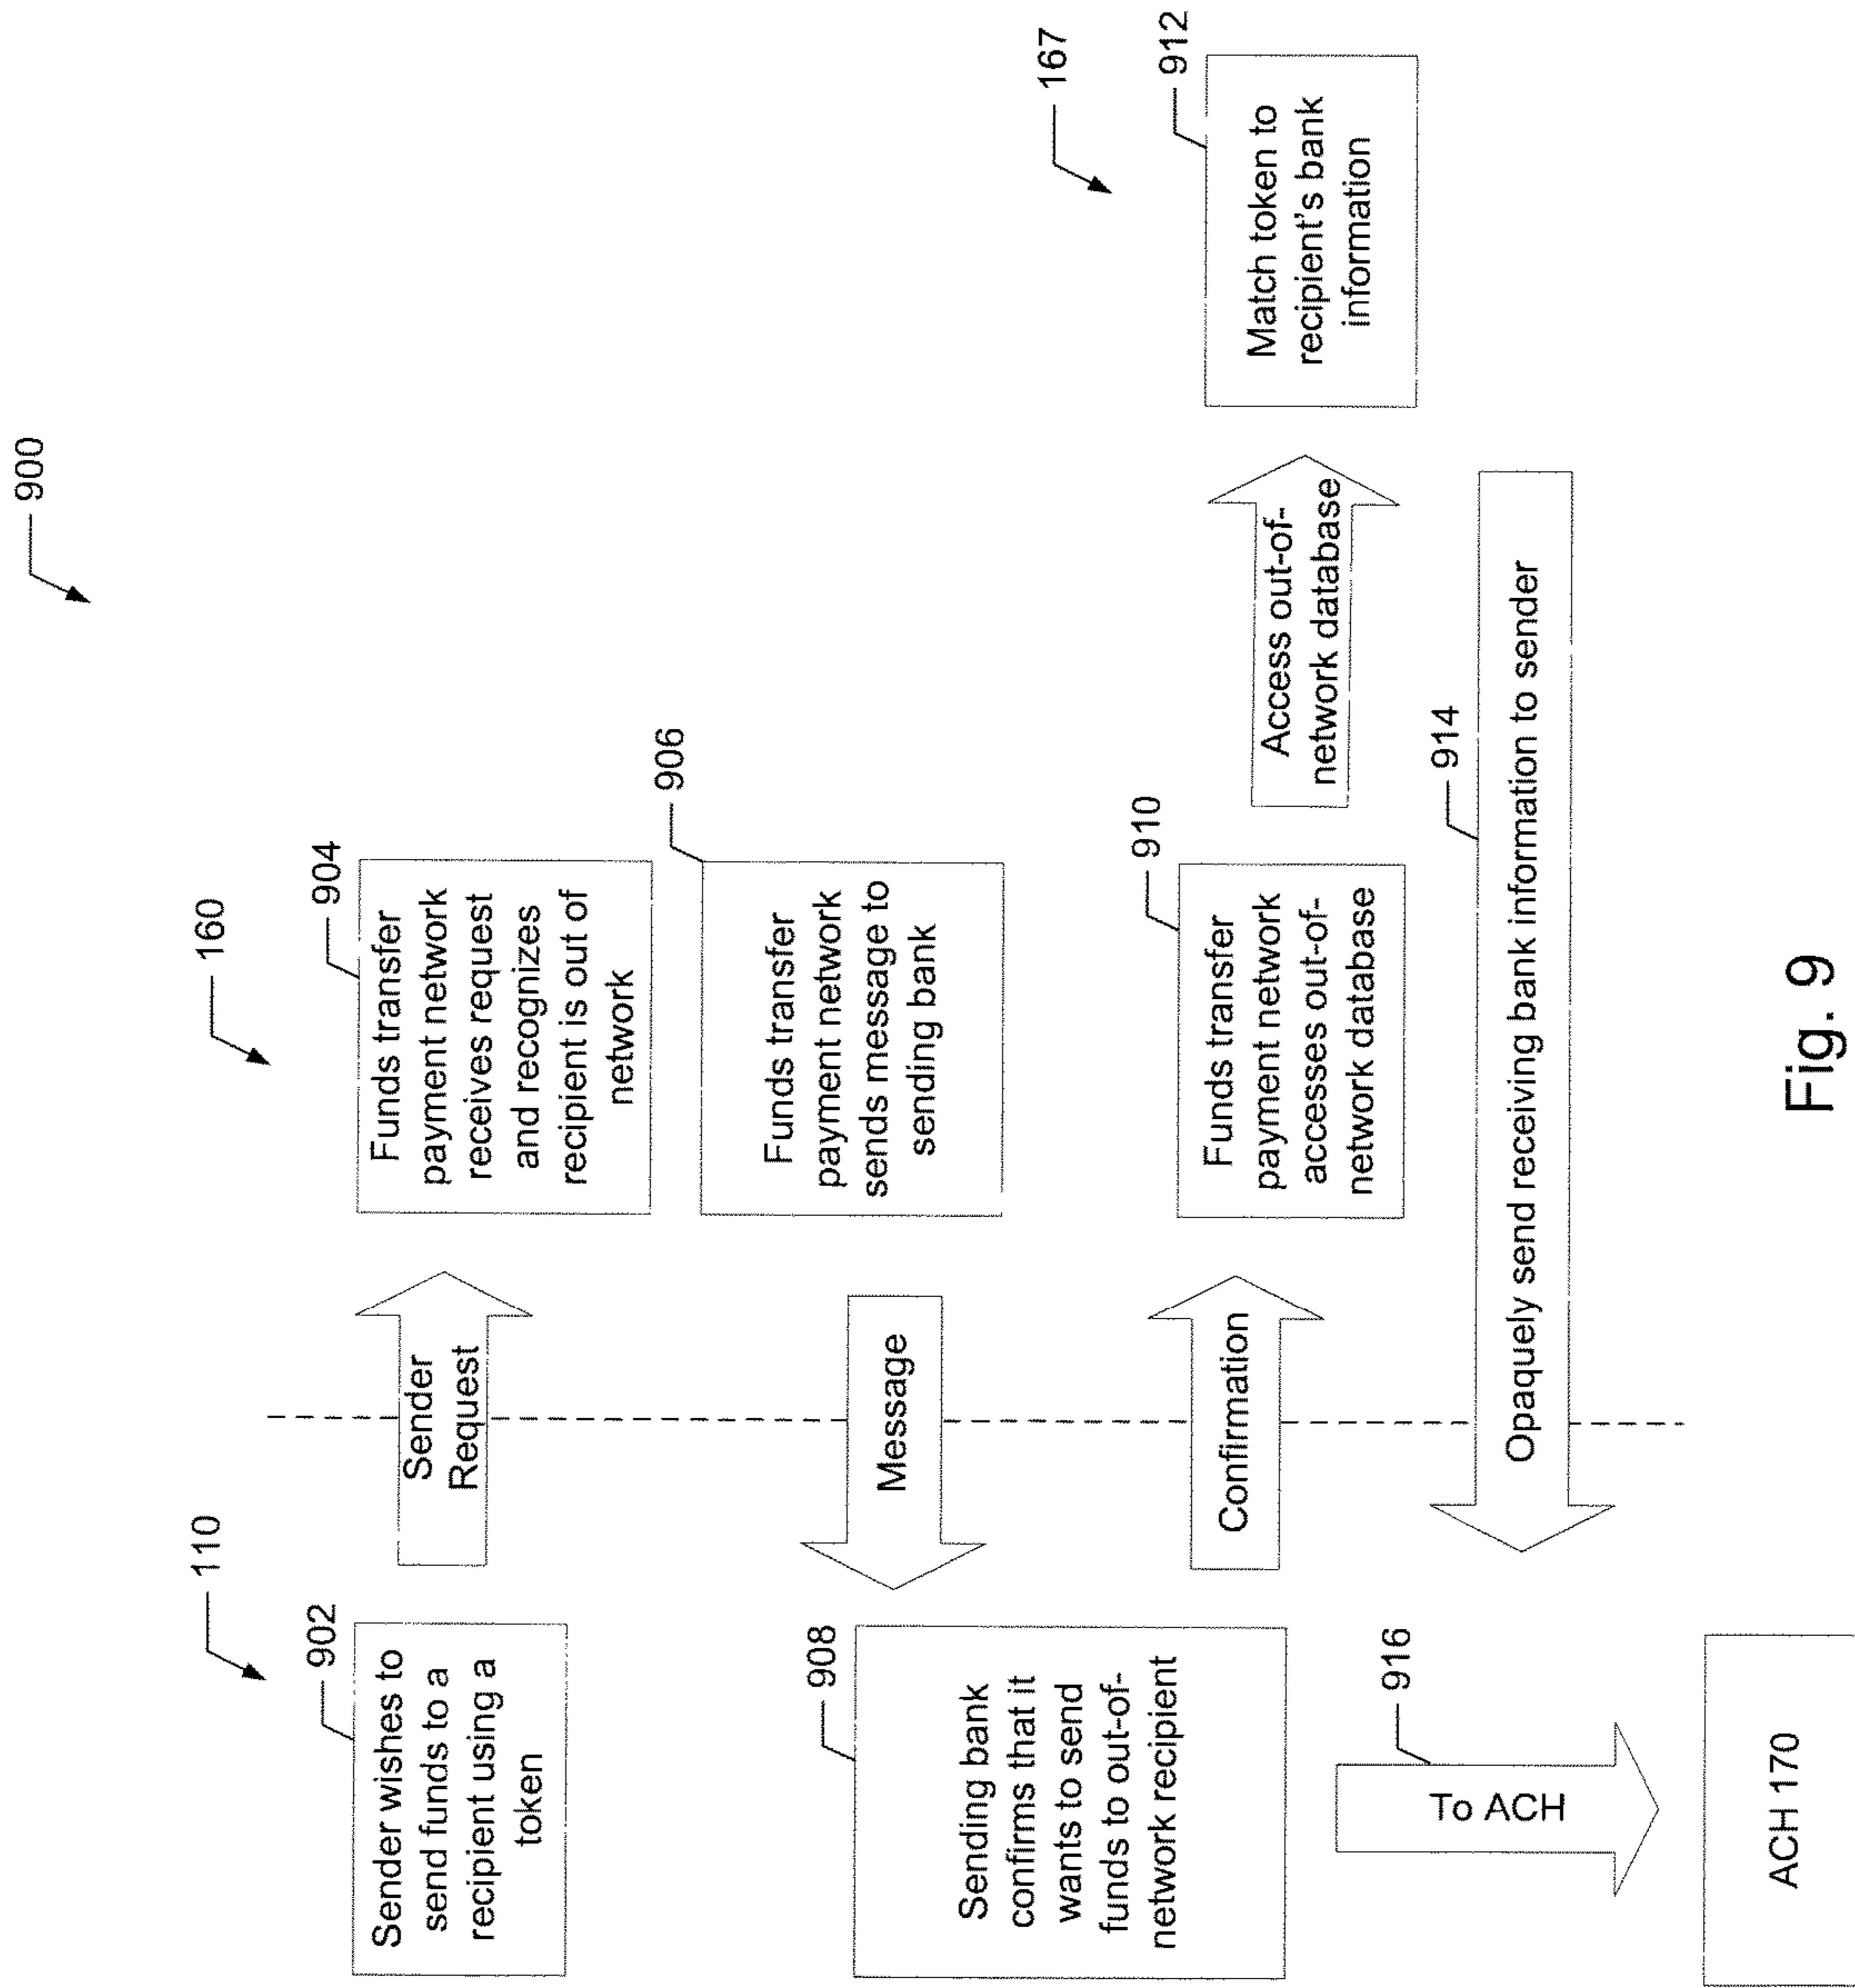 900
110
160
167
902
Sender wishes to
send funds to a
recipient using a
token
Sender
Request
904
Funds transfer
payment network
receives request
and recognizes
recipient is out of
network
906
Funds transfer
payment network
sends message to
sending bank
Message
908
Sending bank
confirms that it
wants to send
funds to out-of-
network recipient
Confirmation
910
Funds transfer
payment network
accesses out-of-
network database
Access out-of-
network database
912
Match token to
recipient's bank
information
914
Opaquely send receiving bank information to sender
916
To ACH
ACH 170
Fig. 9